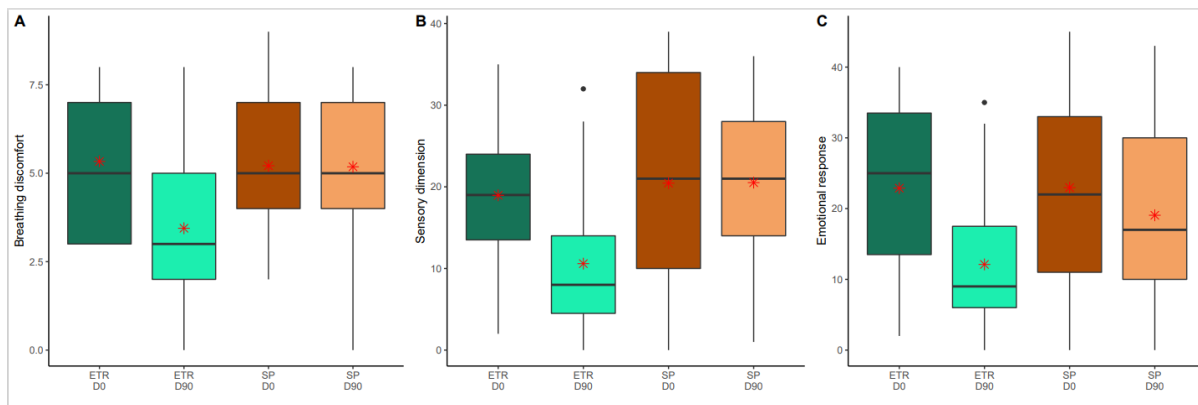 A
Breathing discomfort
7.5
5.0
2.5
0.0
ETR
D0
ETR
D90
SP
D0
SP
D90
B
Sensory dimension
40
30
20
10
0
ETR
D0
ETR
D90
SP
D0
SP
D90
C
Emotional response
40
30
20
10
0
ETR
D0
ETR
D90
SP
D0
SP
D90